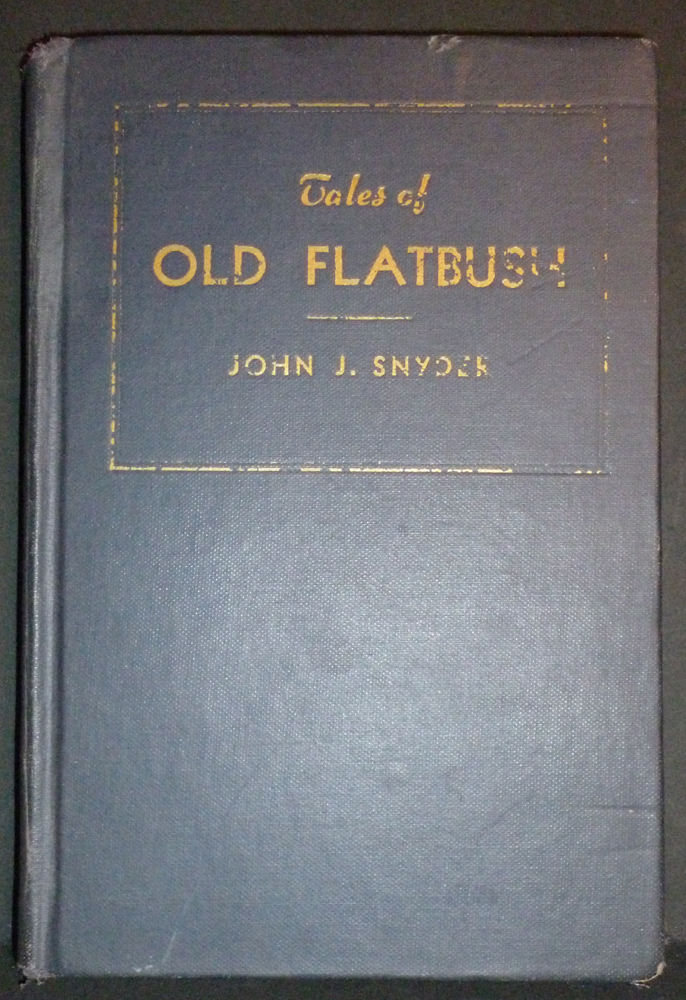 Tales of
OLD FLATBUSH
JOHN J. SNYDER